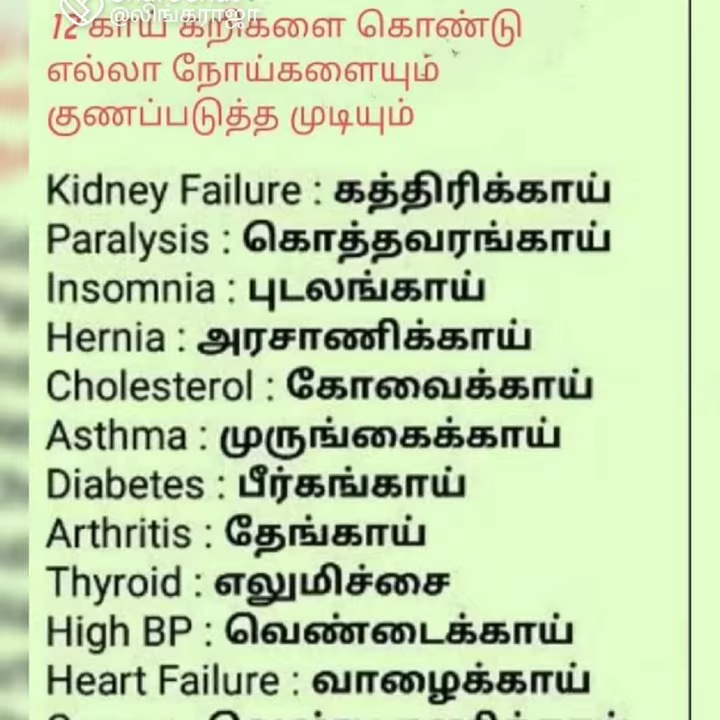 @லிங்கராஜா
12 காய் கறிகளை கொண்டு
எல்லா நோய்களையும்
குணப்படுத்த முடியும்
Kidney Failure : கத்திரிக்காய்
Paralysis : கொத்தவரங்காய்
Insomnia : புடலங்காய்
Hernia : அரசாணிக்காய்
Cholesterol : கோவைக்காய்
Asthma : முருங்கைக்காய்
Diabetes : பீர்கங்காய்
Arthritis : தேங்காய்
Thyroid : எலுமிச்சை
High BP : வெண்டைக்காய்
Heart Failure : வாழைக்காய்